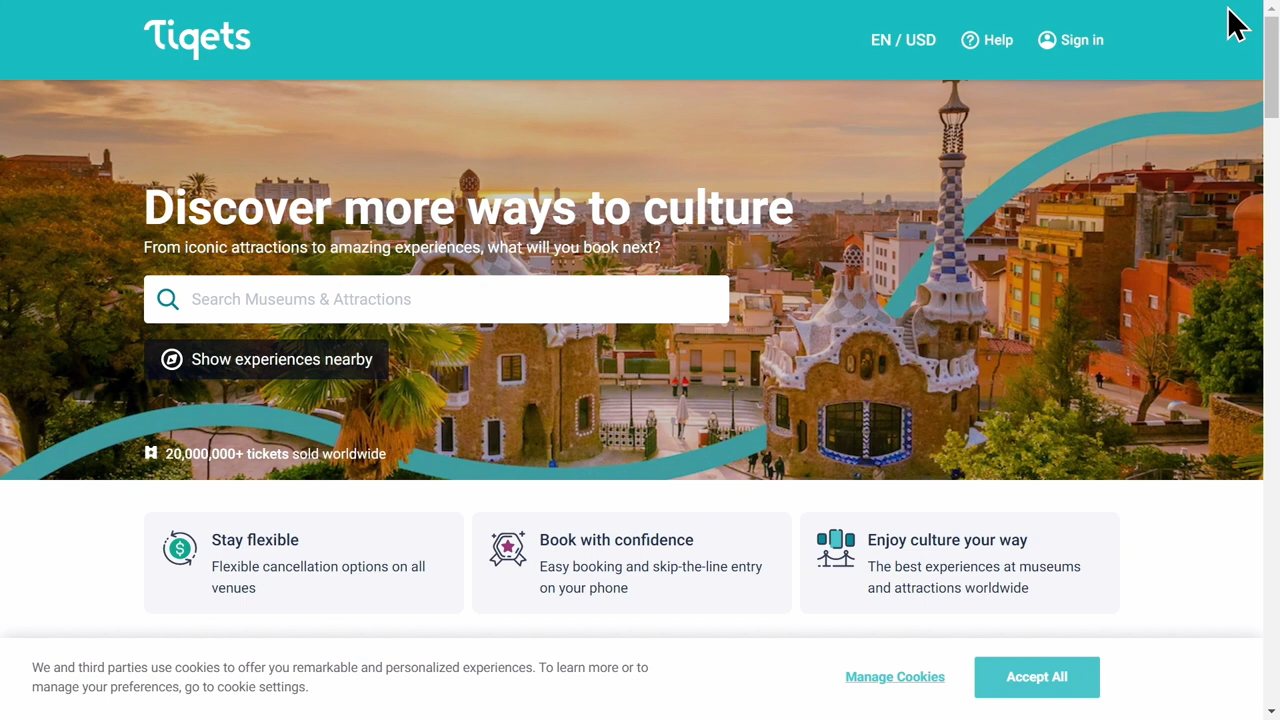 Tiqets
EN / USD
Help
Sign in
Discover more ways to culture
From iconic attractions to amazing experiences, what will you book next?
Search Museums & Attractions
Show experiences nearby
20,000,000+ tickets sold worldwide
Stay flexible
Flexible cancellation options on all
venues
Book with confidence
Easy booking and skip-the-line entry
on your phone
Enjoy culture your way
The best experiences at museums
and attractions worldwide
We and third parties use cookies to offer you remarkable and personalized experiences. To learn more or to
manage your preferences, go to cookie settings.
Manage Cookies
Accept All